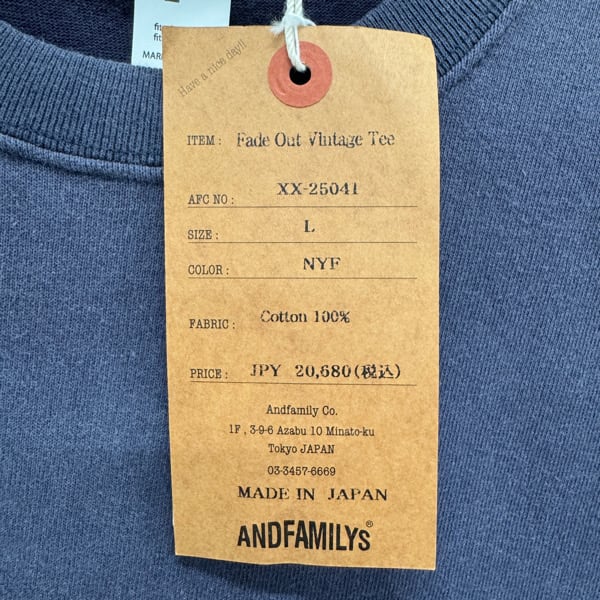 fit
MAR
Have a nice day!!
ITEM : Fade Out Vintage Tee
AFC NO : XX-25041
SIZE : L
COLOR : NYF
FABRIC : Cotton 100%
PRICE : JPY 20,680(税込)
Andfamily Co.
1F , 3-9-6 Azabu 10 Minato-ku
Tokyo JAPAN
03-3457-6669
MADE IN JAPAN
ANDFAMILYS®